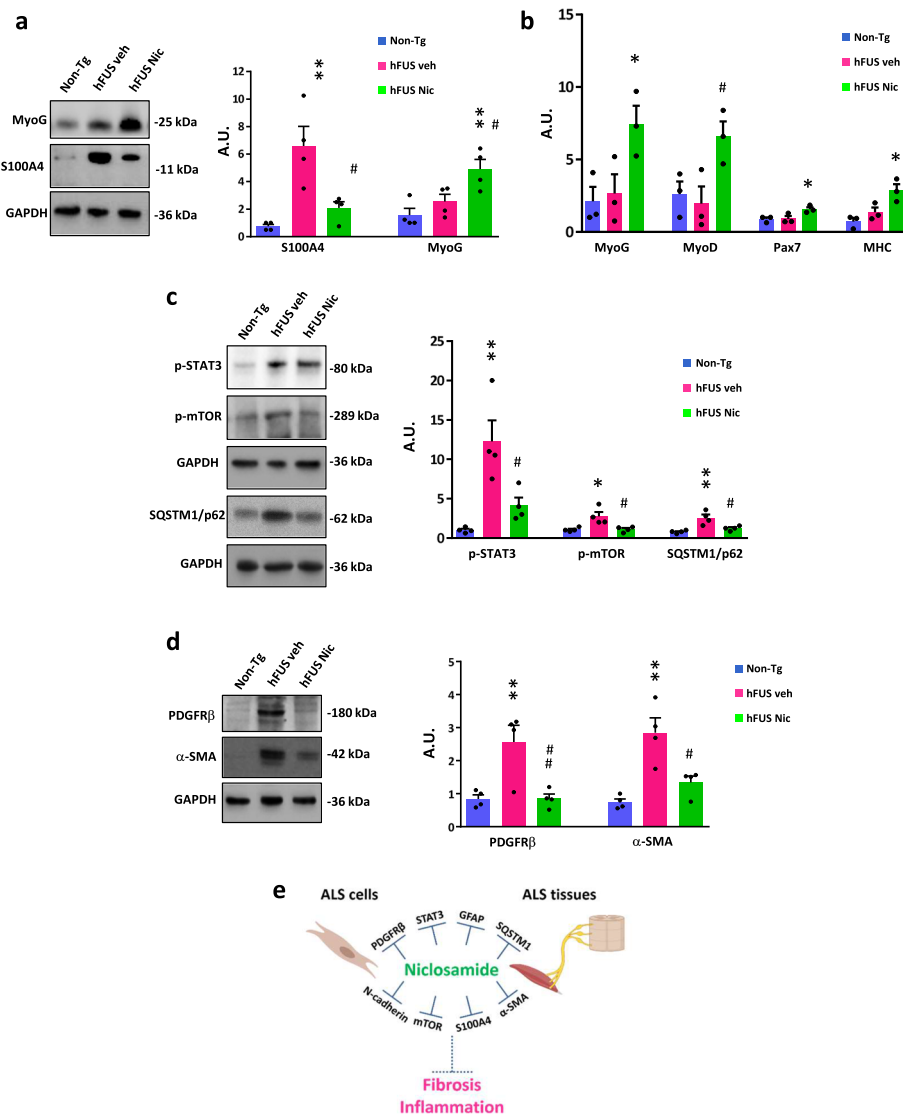 a
Non-Tg
hFUS veh
hFUS Nic
MyoG
-25 kDa
S100A4
-11 kDa
GAPDH
-36 kDa
Non-Tg
hFUS veh
hFUS Nic
A.U.
12
10
8
6
4
2
0
**
#
**
#
S100A4
MyoG
b
Non-Tg
hFUS veh
hFUS Nic
A.U.
15
10
5
0
*
#
*
*
MyoG
MyoD
Pax7
MHC
c
Non-Tg
hFUS veh
hFUS Nic
p-STAT3
-80 kDa
p-mTOR
-289 kDa
GAPDH
-36 kDa
SQSTM1/p62
-62 kDa
GAPDH
-36 kDa
A.U.
25
20
15
10
5
0
**
#
*
#
**
#
Non-Tg
hFUS veh
hFUS Nic
p-STAT3
p-mTOR
SQSTM1/p62
d
Non-Tg
hFUS veh
hFUS Nic
PDGFRβ
-180 kDa
α-SMA
-42 kDa
GAPDH
-36 kDa
A.U.
5
4
3
2
1
0
**
##
**
#
Non-Tg
hFUS veh
hFUS Nic
PDGFRβ
α-SMA
e
ALS cells
ALS tissues
PDGFRβ
STAT3
GFAP
SQSTM1
Niclosamide
N-cadherin
mTOR
S100A4
α-SMA
Fibrosis
Inflammation